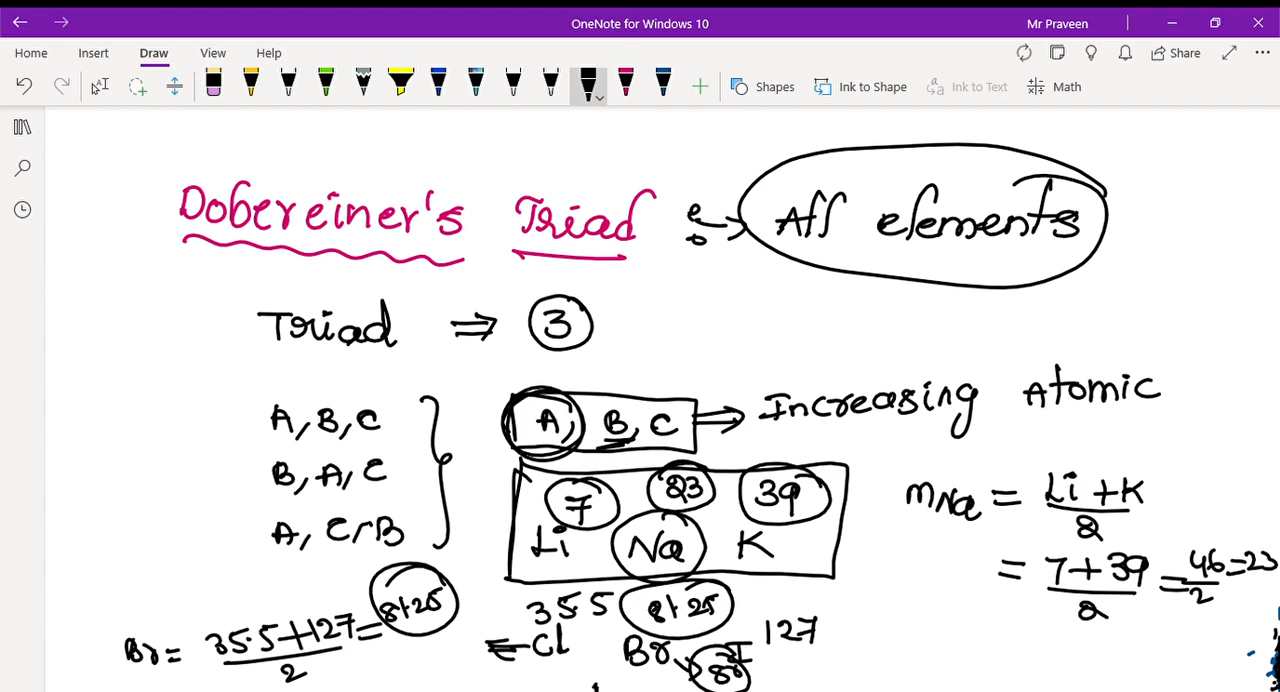 OneNote for Windows 10
Mr Praveen
Home Insert Draw View Help
Share
Shapes Ink to Shape Ink to Text Math
Dobereiner's Triad → All elements
Triad ⇒ 3
A, B, C
B, A, C
A, C, B
A, B, C ⇒ Increasing Atomic
7 23 39
Li Na K
mNa = Li + K / 2
= 7 + 39 / 2 = 46 / 2 = 23
35.5 81.25 127
Cl Br I
Br = 35.5 + 127 / 2 = 81.25